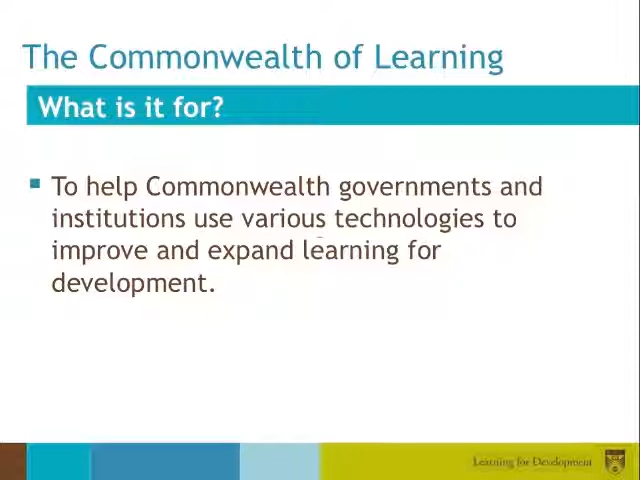 The Commonwealth of Learning
What is it for?
To help Commonwealth governments and
institutions use various technologies to
improve and expand learning for
development.
Learning for Development